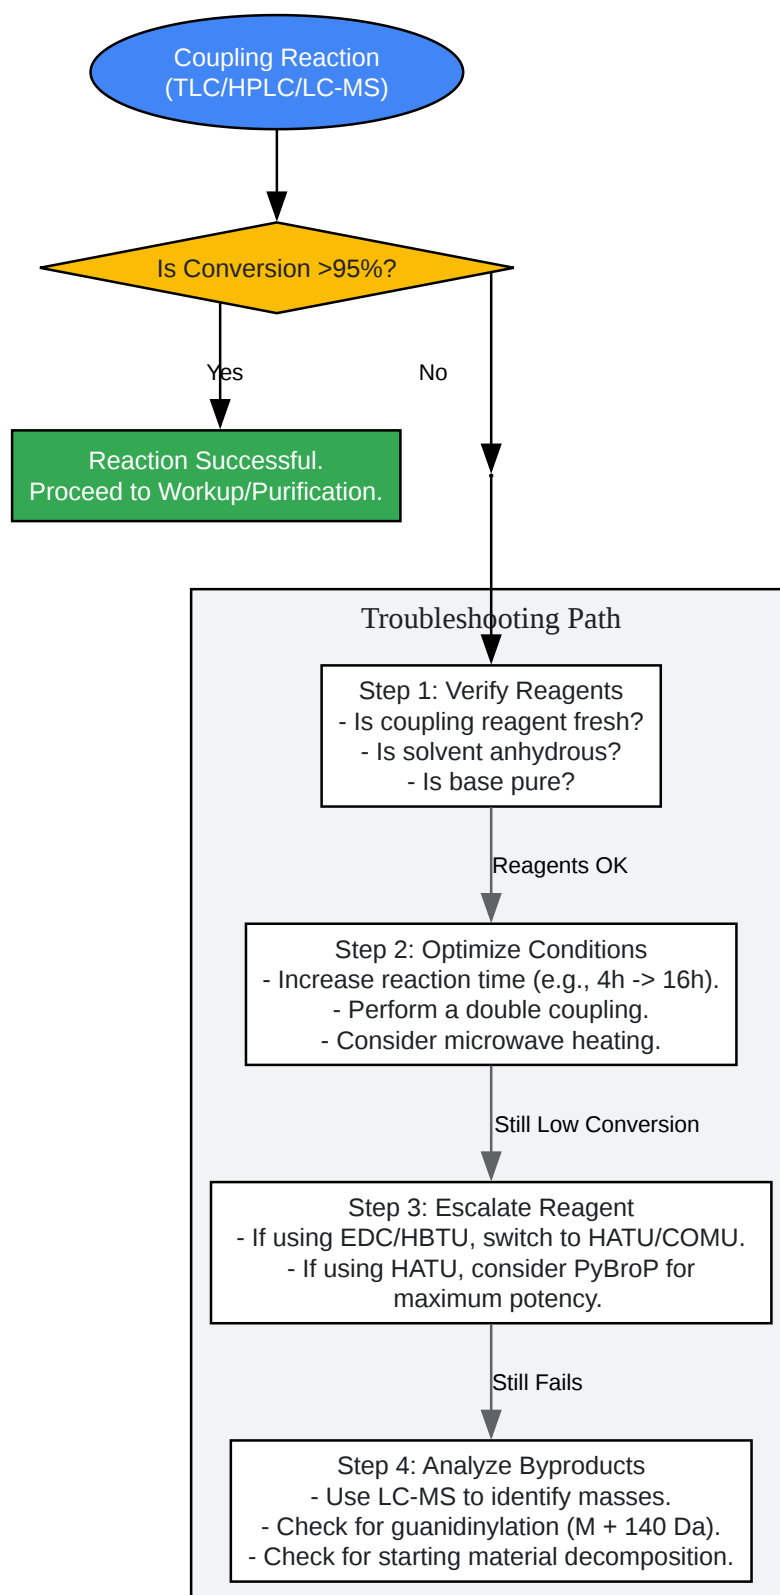 Coupling Reaction
(TLC/HPLC/LC-MS)
Is Conversion >95%?
Yes
No
Reaction Successful.
Proceed to Workup/Purification.
Troubleshooting Path
Step 1: Verify Reagents
- Is coupling reagent fresh?
- Is solvent anhydrous?
- Is base pure?
Reagents OK
Step 2: Optimize Conditions
- Increase reaction time (e.g., 4h -> 16h).
- Perform a double coupling.
- Consider microwave heating.
Still Low Conversion
Step 3: Escalate Reagent
- If using EDC/HBTU, switch to HATU/COMU.
- If using HATU, consider PyBroP for
maximum potency.
Still Fails
Step 4: Analyze Byproducts
- Use LC-MS to identify masses.
- Check for guanidinylation (M + 140 Da).
- Check for starting material decomposition.